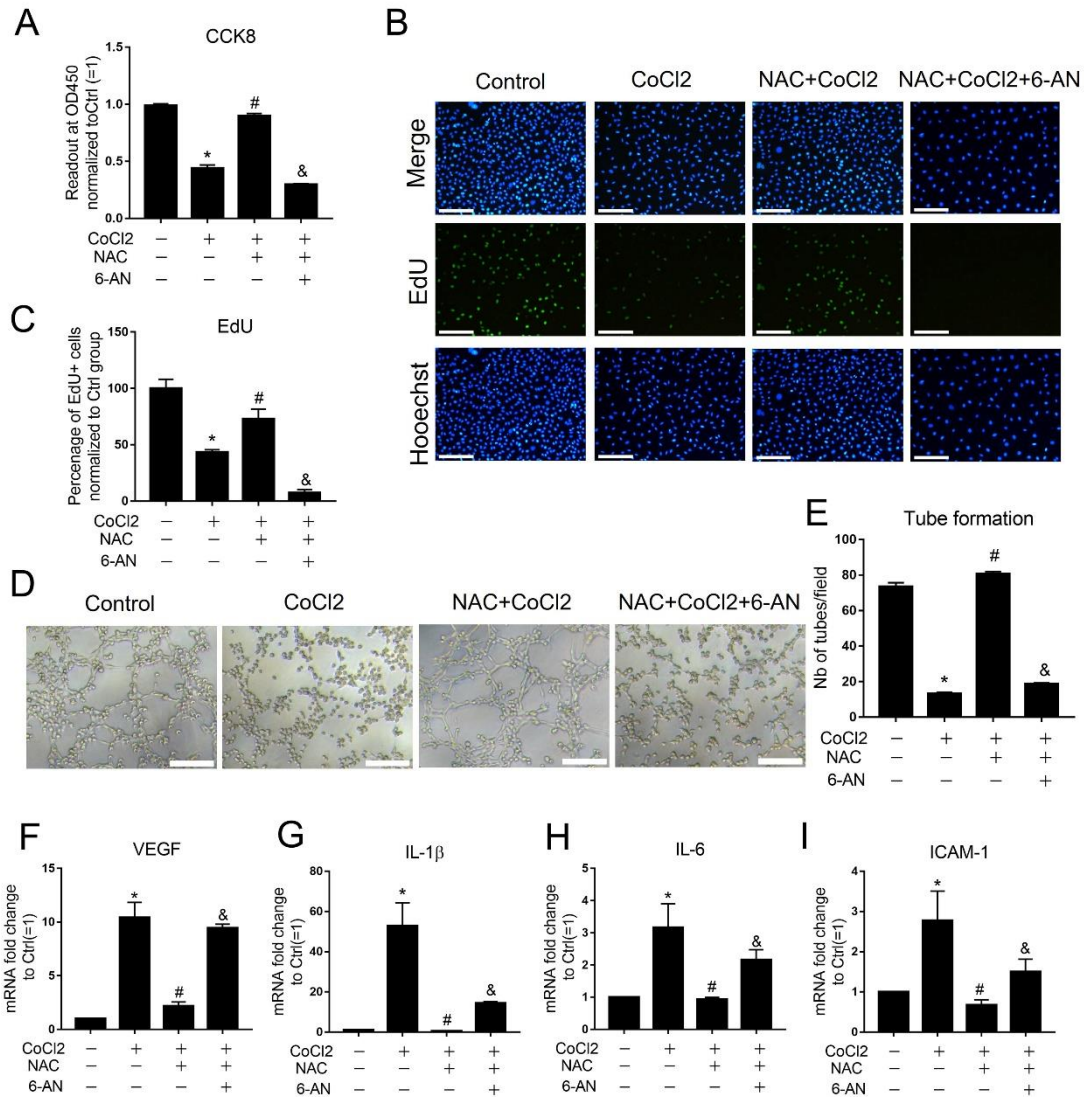 A
CCK8
Readout at OD450
normalized toCtrl (=1)
1.5
1.0
0.5
0.0
CoCl2 − + + +
NAC − − + +
6-AN − − − +
B
Control CoCl2 NAC+CoCl2 NAC+CoCl2+6-AN
Merge
EdU
Hooechst
C
EdU
Percentage of EdU+ cells
normalized to Ctrl group
150
100
50
0
* # &
CoCl2 − + + +
NAC − − + +
6-AN − − − +
D
Control CoCl2 NAC+CoCl2 NAC+CoCl2+6-AN
E
Tube formation
Nb of tubes/field
100
80
60
40
20
0
* # &
CoCl2 − + + +
NAC − − + +
6-AN − − − +
F
VEGF
mRNA fold change
to Ctrl(=1)
15
10
5
0
* # &
CoCl2 − + + +
NAC − − + +
6-AN − − − +
G
IL-1β
mRNA fold change
to Ctrl(=1)
80
60
40
20
0
* # &
CoCl2 − + + +
NAC − − + +
6-AN − − − +
H
IL-6
mRNA fold change
to Ctrl(=1)
5
4
3
2
1
0
* # &
CoCl2 − + + +
NAC − − + +
6-AN − − − +
I
ICAM-1
mRNA fold change
to Ctrl(=1)
4
3
2
1
0
* # &
CoCl2 − + + +
NAC − − + +
6-AN − − − +